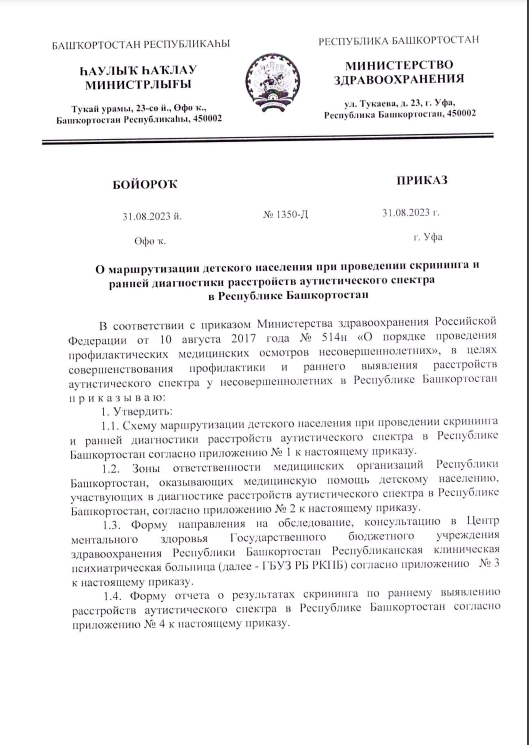 БАШҠОРТОСТАН РЕСПУБЛИКАҺЫ
ҺАУЛЫҠ ҺАҠЛАУ
МИНИСТРЛЫҒЫ
Туҡай урамы, 23-сө й., Өфө ҡ.,
Башҡортостан Республикаһы, 450002
РЕСПУБЛИКА БАШКОРТОСТАН
МИНИСТЕРСТВО
ЗДРАВООХРАНЕНИЯ
ул. Тукаева, д. 23, г. Уфа,
Республика Башкортостан, 450002
БОЙОРОҠ
ПРИКАЗ
31.08.2023 й.
№ 1350-Д
31.08.2023 г.
Өфө ҡ.
г. Уфа
О маршрутизации детского населения при проведении скрининга и
ранней диагностики расстройств аутистического спектра
в Республике Башкортостан
В соответствии с приказом Министерства здравоохранения Российской
Федерации от 10 августа 2017 года № 514н «О порядке проведения
профилактических медицинских осмотров несовершеннолетних», в целях
совершенствования профилактики и раннего выявления расстройств
аутистического спектра у несовершеннолетних в Республике Башкортостан
п р и к а з ы в а ю:
1. Утвердить:
1.1. Схему маршрутизации детского населения при проведении скрининга
и ранней диагностики расстройств аутистического спектра в Республике
Башкортостан согласно приложению № 1 к настоящему приказу.
1.2. Зоны ответственности медицинских организаций Республики
Башкортостан, оказывающих медицинскую помощь детскому населению,
участвующих в диагностике расстройств аутистического спектра в Республике
Башкортостан, согласно приложению № 2 к настоящему приказу.
1.3. Форму направления на обследование, консультацию в Центр
ментального здоровья Государственного бюджетного учреждения
здравоохранения Республики Башкортостан Республиканская клиническая
психиатрическая больница (далее - ГБУЗ РБ РКПБ) согласно приложению № 3
к настоящему приказу.
1.4. Форму отчета о результатах скрининга по раннему выявлению
расстройств аутистического спектра в Республике Башкортостан согласно
приложению № 4 к настоящему приказу.